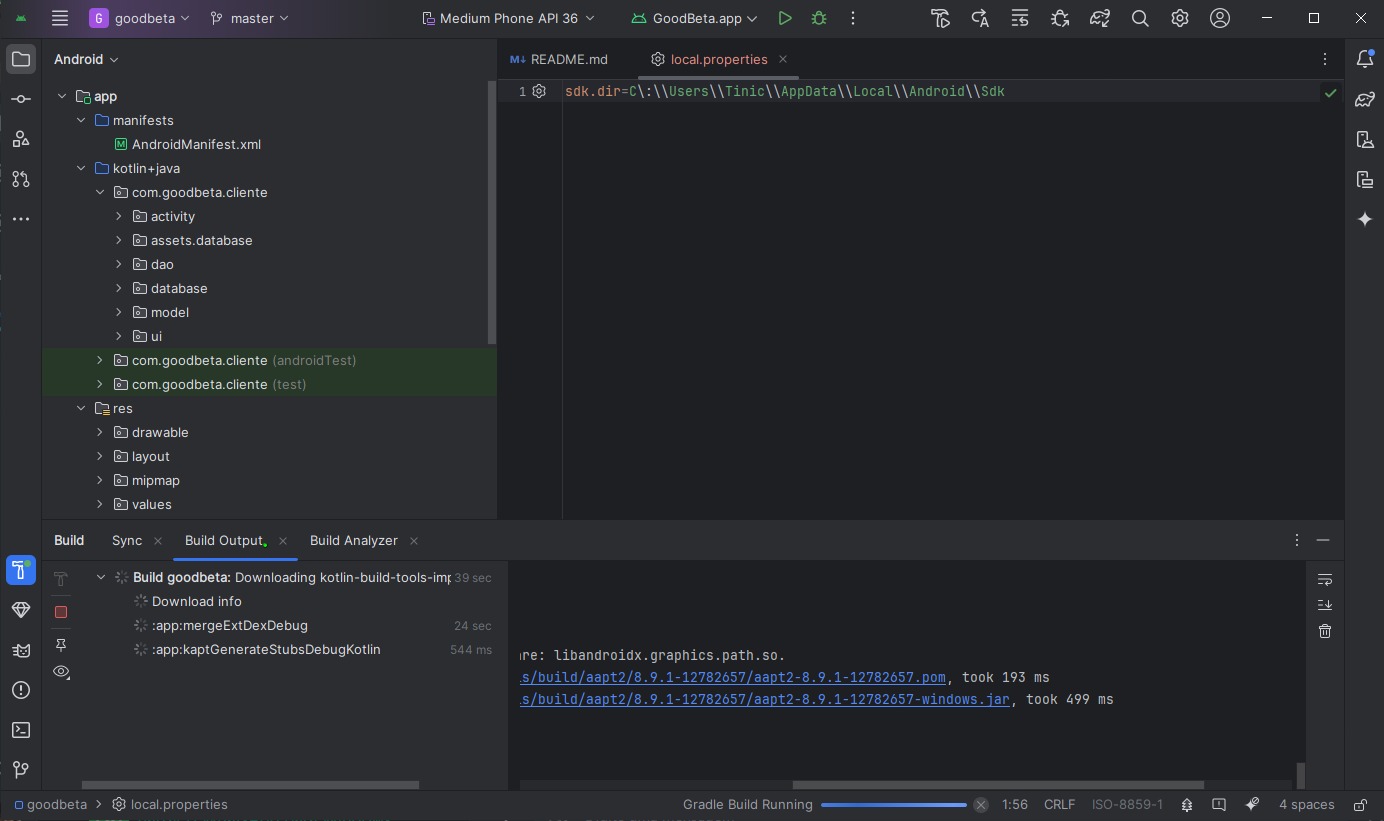 G goodbeta master Medium Phone API 36 GoodBeta.app
Android
app
manifests
M AndroidManifest.xml
kotlin+java
com.goodbeta.cliente
activity
assets.database
dao
database
model
ui
com.goodbeta.cliente (androidTest)
com.goodbeta.cliente (test)
res
drawable
layout
mipmap
values
M↓ README.md local.properties
1 sdk.dir=C\:\\Users\\Tinic\\AppData\\Local\\Android\\Sdk
Build Sync Build Output Build Analyzer
Build goodbeta: Downloading kotlin-build-tools-imp 39 sec
Download info
:app:mergeExtDexDebug 24 sec
:app:kaptGenerateStubsDebugKotlin 544 ms
are: libandroidx.graphics.path.so.
s/build/aapt2/8.9.1-12782657/aapt2-8.9.1-12782657.pom, took 193 ms
s/build/aapt2/8.9.1-12782657/aapt2-8.9.1-12782657-windows.jar, took 499 ms
goodbeta > local.properties Gradle Build Running 1:56 CRLF ISO-8859-1 4 spaces